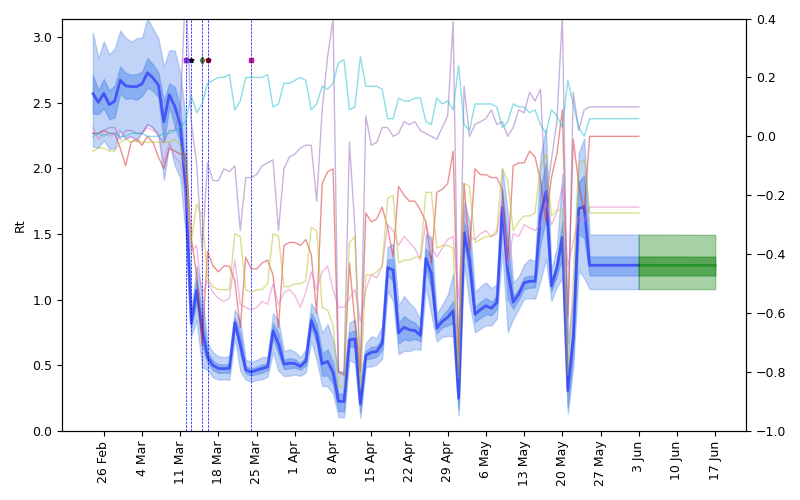 3.0
2.5
2.0
1.5
1.0
0.5
0.0
Rt
0.4
0.2
0.0
−0.2
−0.4
−0.6
−0.8
−1.0
26 Feb
4 Mar
11 Mar
18 Mar
25 Mar
1 Apr
8 Apr
15 Apr
22 Apr
29 Apr
6 May
13 May
20 May
27 May
3 Jun
10 Jun
17 Jun